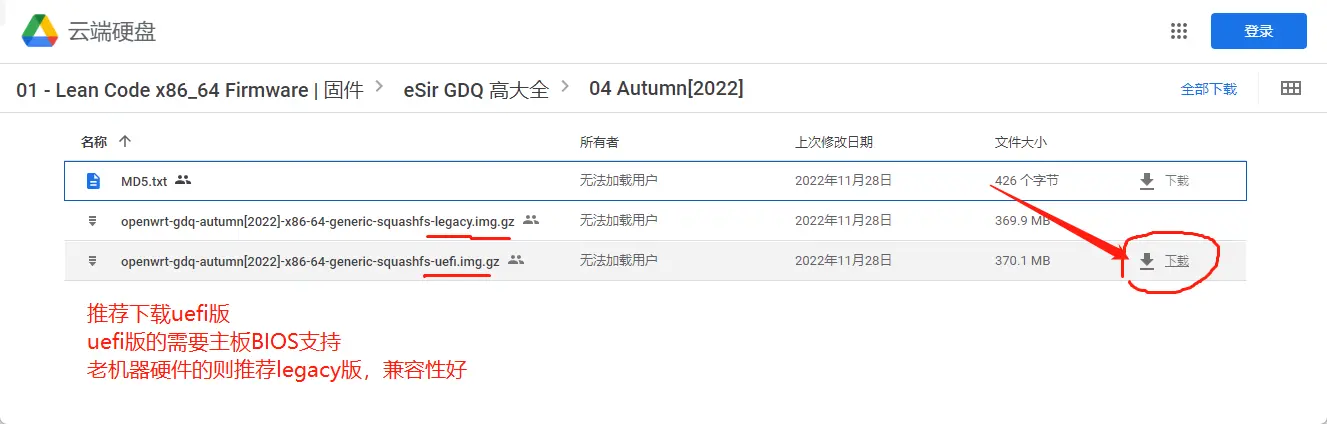 云端硬盘
登录
01 - Lean Code x86_64 Firmware | 固件 > eSir GDQ 高大全 > 04 Autumn[2022]
全部下载
名称 ↑ 所有者 上次修改日期 文件大小
MD5.txt 无法加载用户 2022年11月28日 426 个字节 下载
openwrt-gdq-autumn[2022]-x86-64-generic-squashfs-legacy.img.gz 无法加载用户 2022年11月28日 369.9 MB
openwrt-gdq-autumn[2022]-x86-64-generic-squashfs-uefi.img.gz 无法加载用户 2022年11月28日 370.1 MB 下载
推荐下载uefi版
uefi版的需要主板BIOS支持
老机器硬件的则推荐legacy版，兼容性好